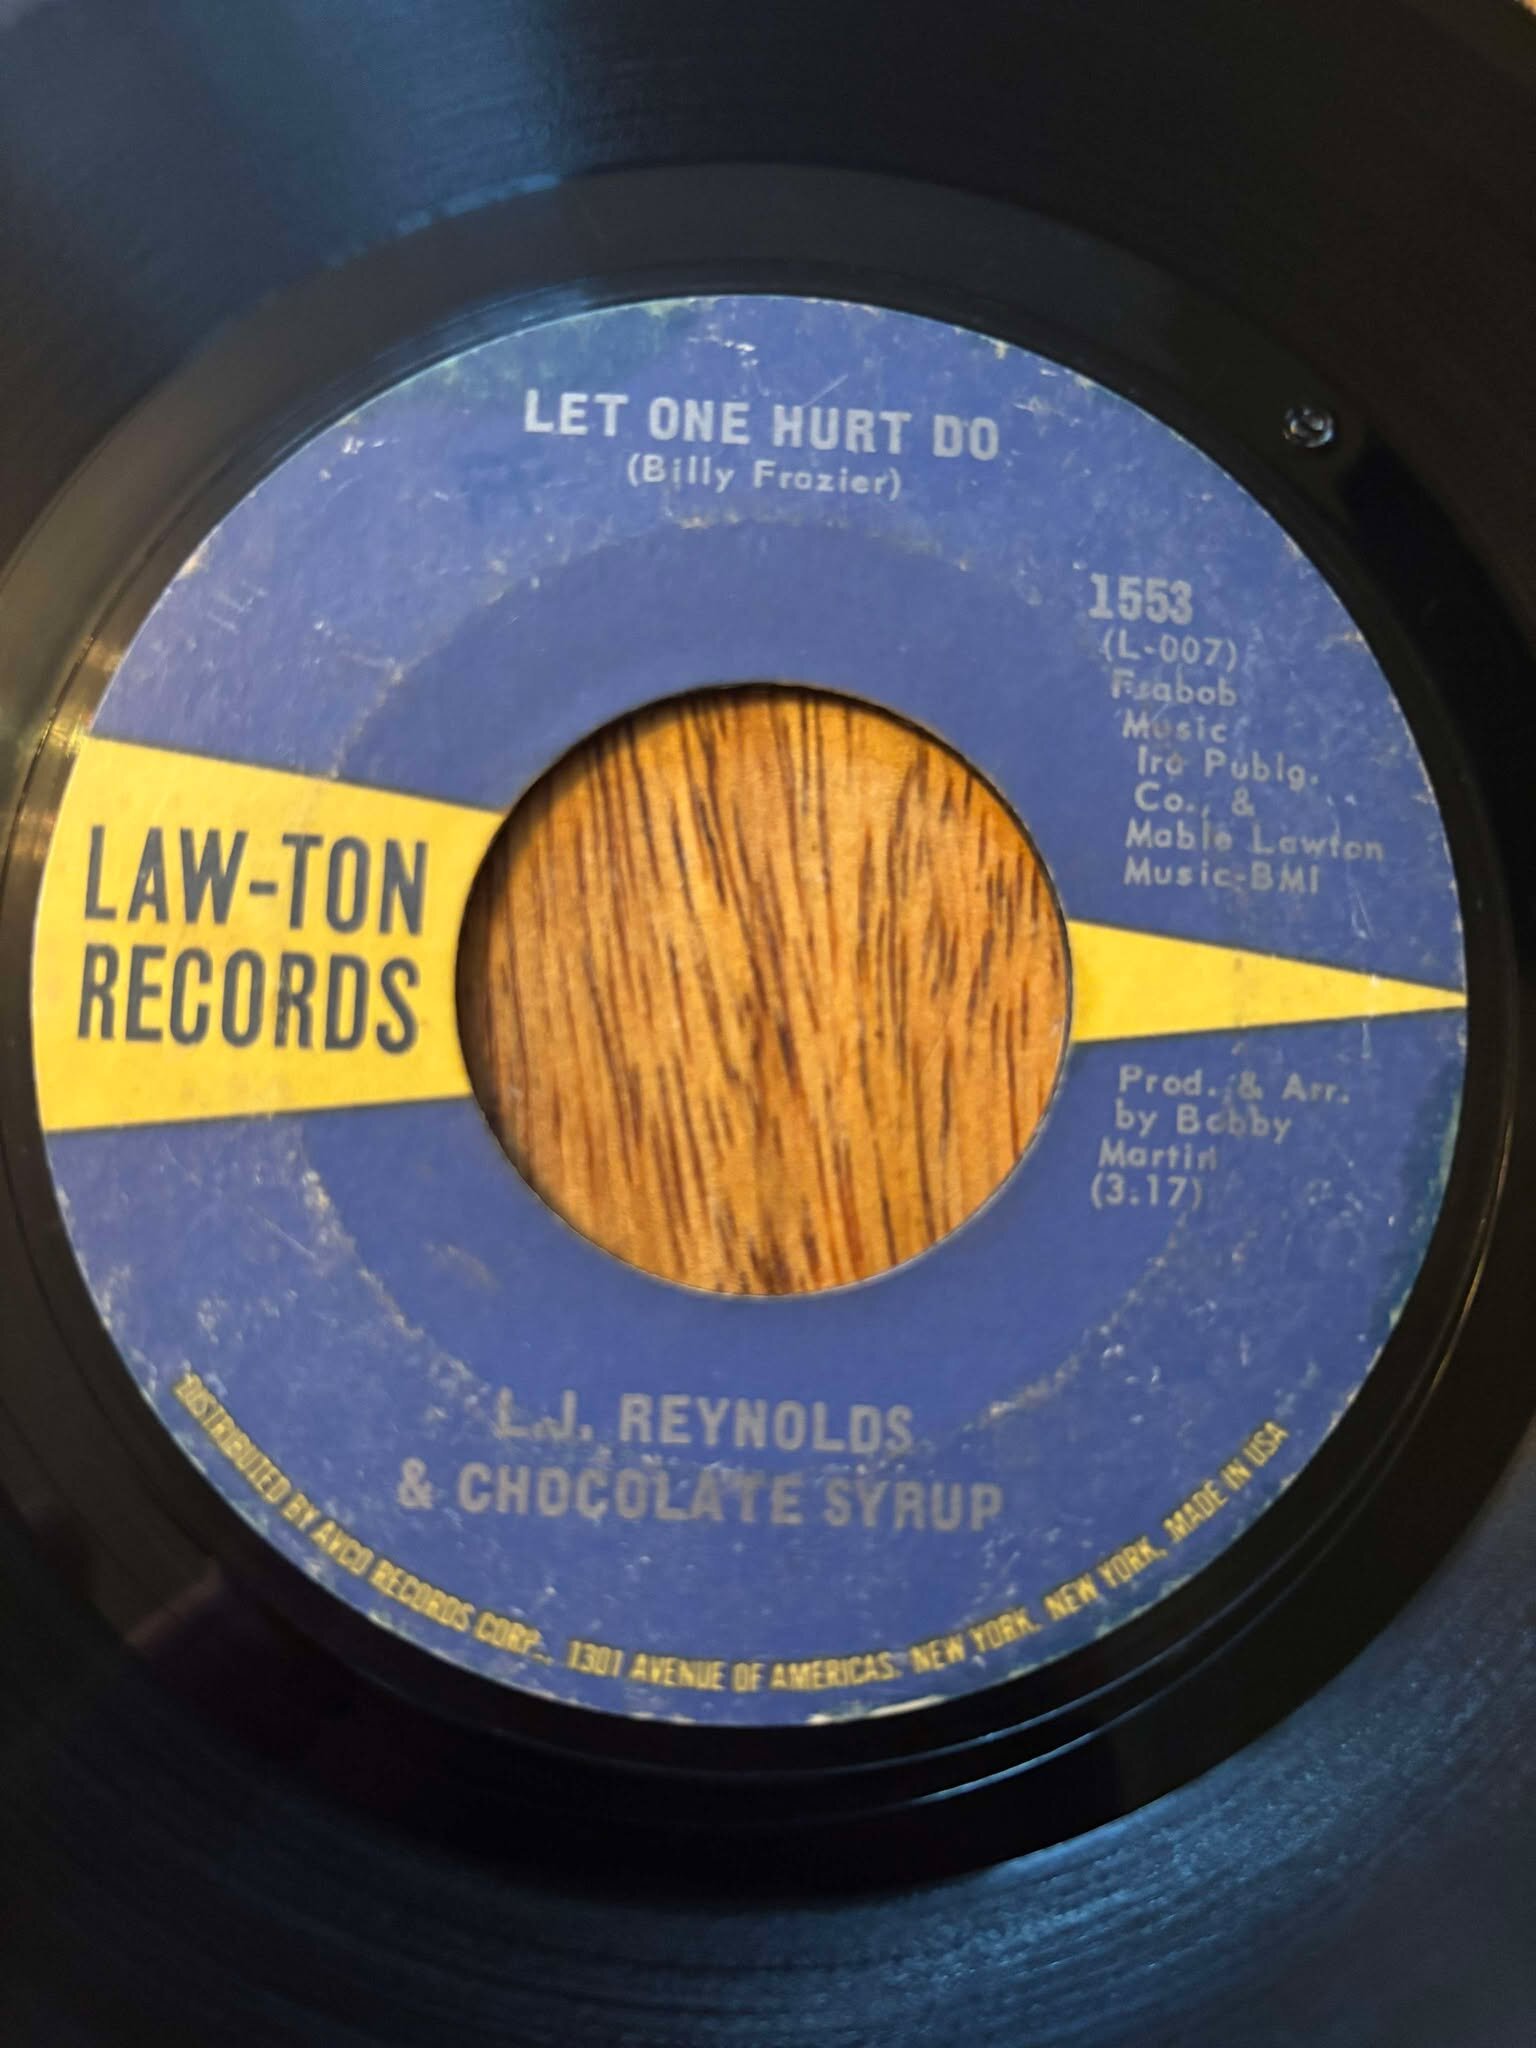 LET ONE HURT DO
(Billy Frazier)
1553
(L-007)
Fsabob
Music
Ira Publg.
Co., &
Mable Lawton
Music-BMI
LAW-TON
RECORDS
Prod. & Arr.
by Bobby
Martin
(3.17)
L.J. REYNOLDS
& CHOCOLATE SYRUP
DISTRIBUTED BY AVCO RECORDS CORP., 1301 AVENUE OF AMERICAS, NEW YORK, NEW YORK, MADE IN USA